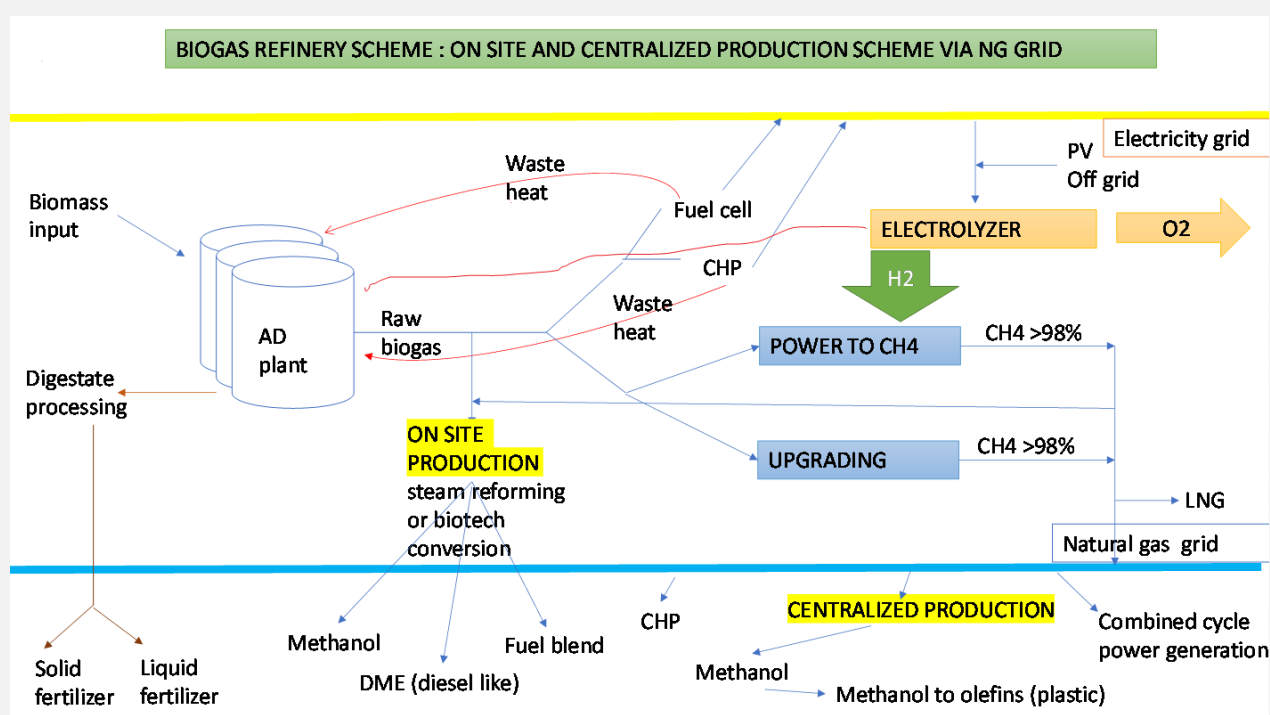 BIOGAS REFINERY SCHEME : ON SITE AND CENTRALIZED PRODUCTION SCHEME VIA NG GRID
Electricity grid
PV
Off grid
Waste
heat
Biomass
input
Fuel cell
ELECTROLYZER
O2
CHP
H2
Waste
heat
Raw
biogas
AD
plant
POWER TO CH4
CH4 >98%
Digestate
processing
ON SITE
PRODUCTION
steam reforming
or biotech
conversion
UPGRADING
CH4 >98%
LNG
Natural gas grid
Methanol
DME (diesel like)
Fuel blend
CHP
CENTRALIZED PRODUCTION
Methanol
Methanol to olefins (plastic)
Combined cycle
power generation
Solid
fertilizer
Liquid
fertilizer